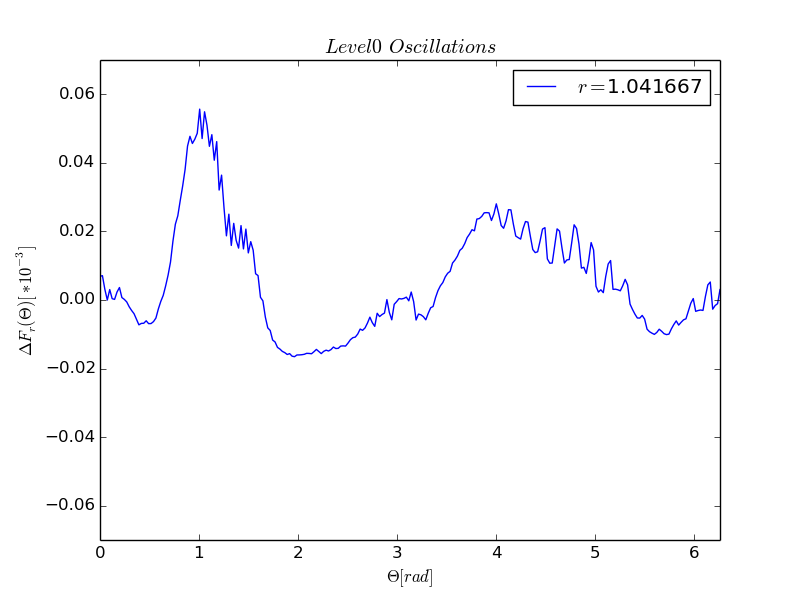 Level0 Oscillations
r=1.041667
0.06
0.04
0.02
0.00
−0.02
−0.04
−0.06
ΔF_r(Θ)[*10^{-3}]
0 1 2 3 4 5 6
Θ[rad]